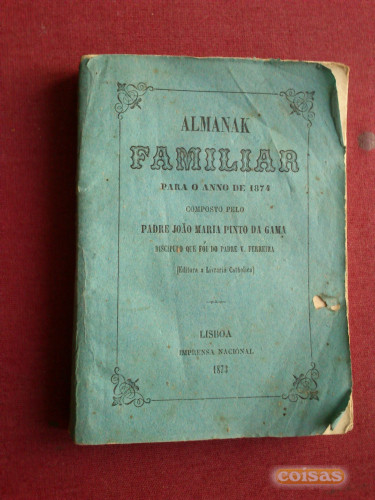 ALMANAK
FAMILIAR
PARA O ANNO DE 1874
COMPOSTO PELO
PADRE JOÃO MARIA PINTO DA GAMA
DISCIPULO QUE FOI DO PADRE V. FERREIRA
[Editora a Livraria Catholica]
LISBOA
IMPRENSA NACIONAL
1873
coisas